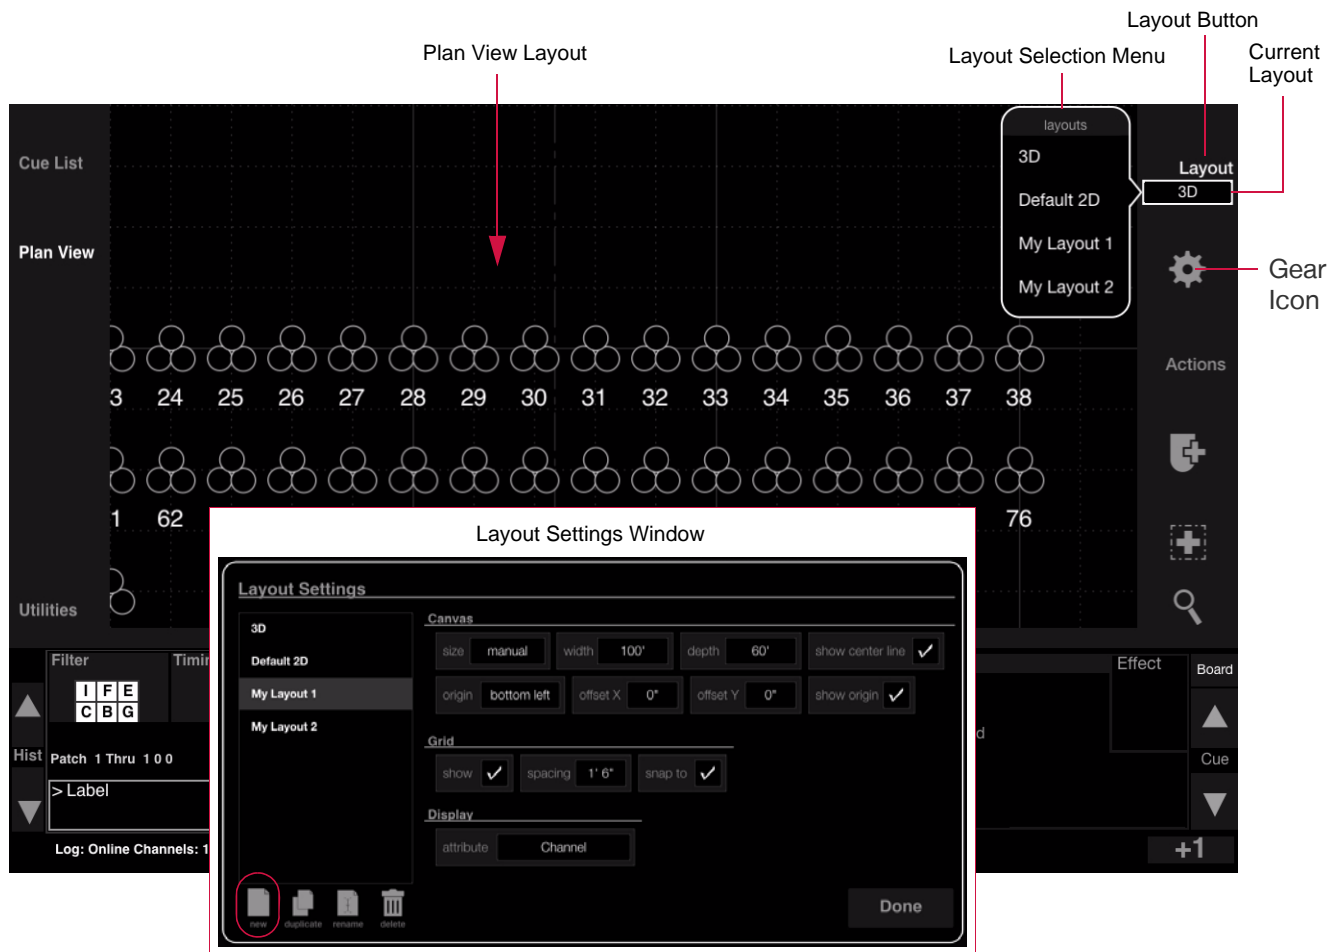 Layout Button
Plan View Layout
Layout Selection Menu
Current
Layout
layouts
3D
Default 2D
My Layout 1
My Layout 2
Layout
3D
Gear
Icon
Cue List
Plan View
Utilities
Actions
3 24 25 26 27 28 29 30 31 32 33 34 35 36 37 38
1 62 76
Layout Settings Window
Layout Settings
3D
Default 2D
My Layout 1
My Layout 2
Canvas
size manual width 100' depth 60' show center line
origin bottom left offset X 0" offset Y 0" show origin
Grid
show spacing 1' 6" snap to
Display
attribute Channel
new duplicate rename delete
Done
Filter Timin
I F E
C B G
Hist
Patch 1 Thru 1 0 0
> Label
Log: Online Channels: 1
d
Effect
Board
Cue
+1